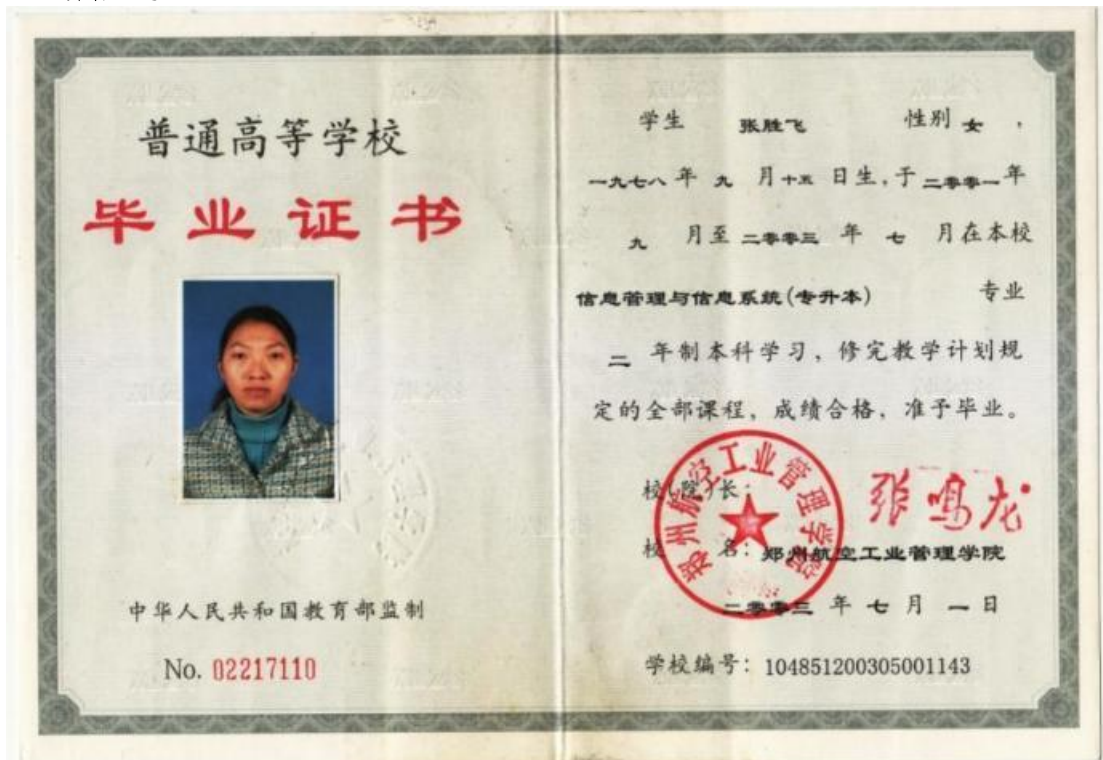 普通高等学校
毕业证书
中华人民共和国教育部监制
No. 02217110
学生 张胜飞 性别 女 ,
一九七八 年 九 月 十五 日生,于 二零零一 年
九 月至 二零零三 年 七 月在本校
信息管理与信息系统(专升本) 专业
二 年制本科学习, 修完教学计划规
定的全部课程, 成绩合格, 准予毕业。
校(院)长:
张鸣龙
校 名: 郑州航空工业管理学院
郑州航空工业管理学院
二零零三 年 七 月 一 日
学校编号: 104851200305001143